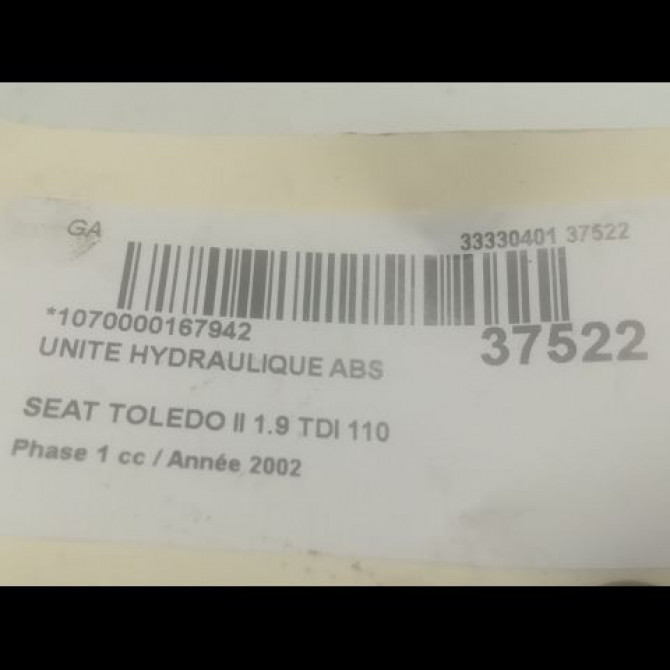 GA
33330401 37522
*1070000167942
37522
UNITE HYDRAULIQUE ABS
SEAT TOLEDO II 1.9 TDI 110
Phase 1 cc / Année 2002